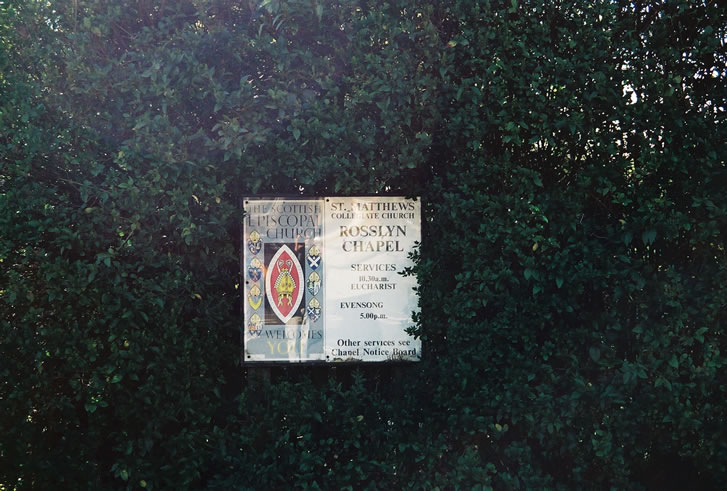 THE SCOTTISH
EPISCOPAL
CHURCH
WELCOMES
YOU
ST. MATTHEWS
COLLEGIATE CHURCH
ROSSLYN
CHAPEL
SERVICES
10.30a.m.
EUCHARIST
EVENSONG
5.00p.m.
Other services see
Chapel Notice Board